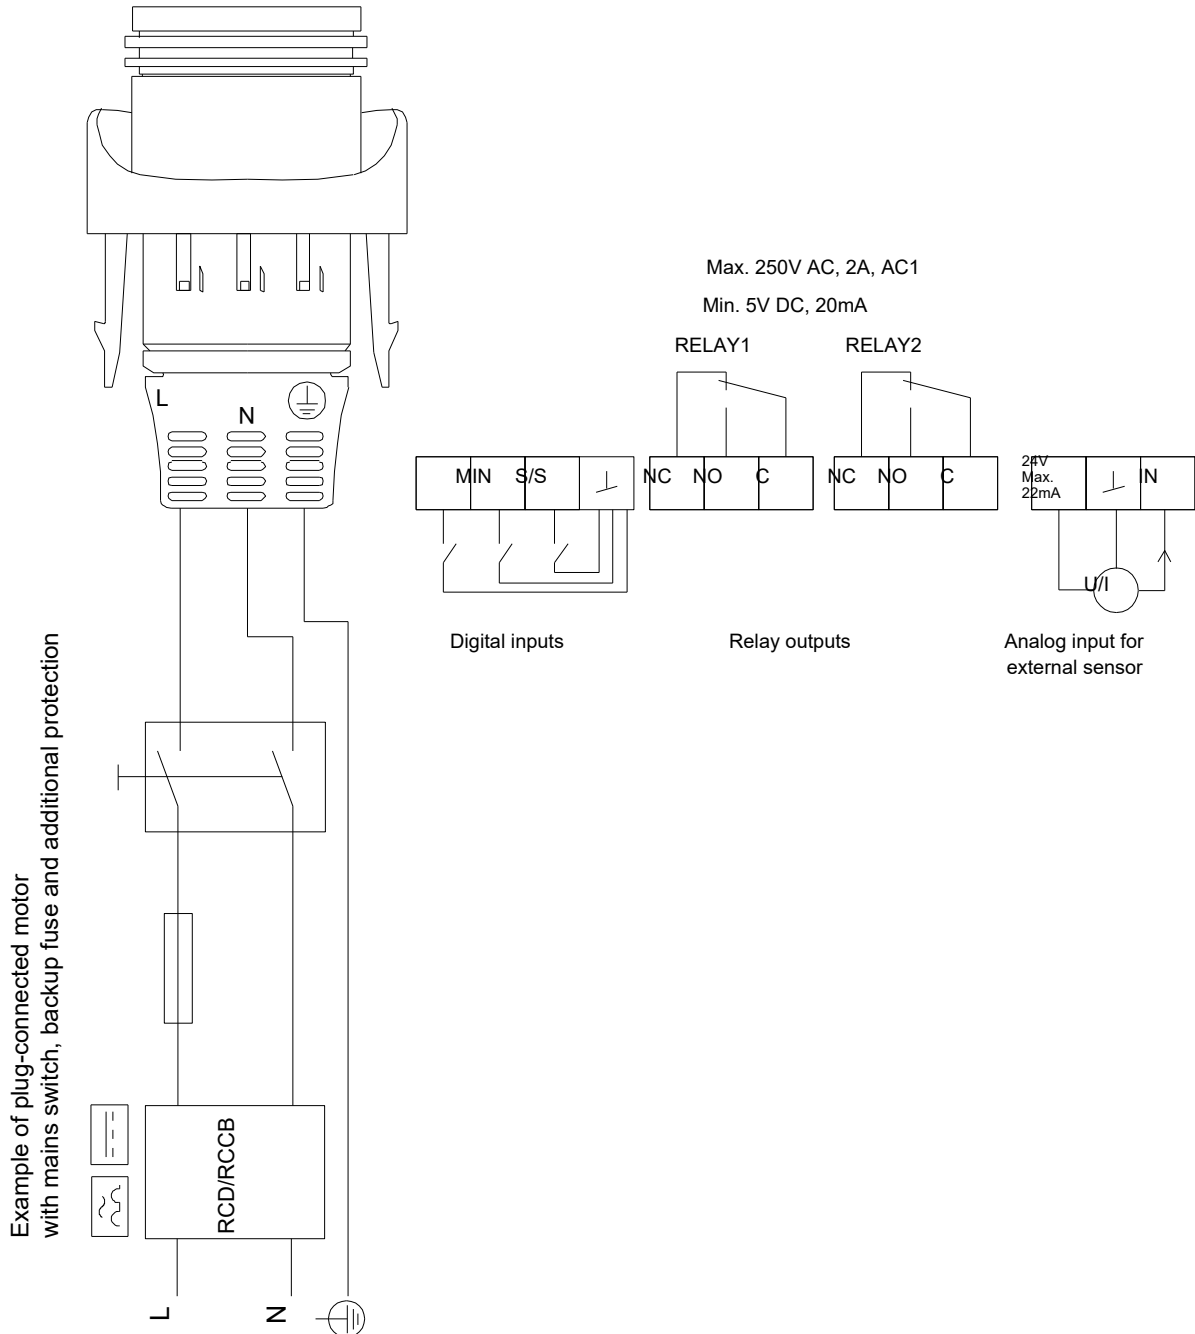 Max. 250V AC, 2A, AC1
Min. 5V DC, 20mA
RELAY1
RELAY2
L
N
MIN S/S
NC NO C
NC NO C
24V
Max.
22mA
IN
U/I
Digital inputs
Relay outputs
Analog input for
external sensor
Example of plug-connected motor
with mains switch, backup fuse and additional protection
RCD/RCCB
L
N